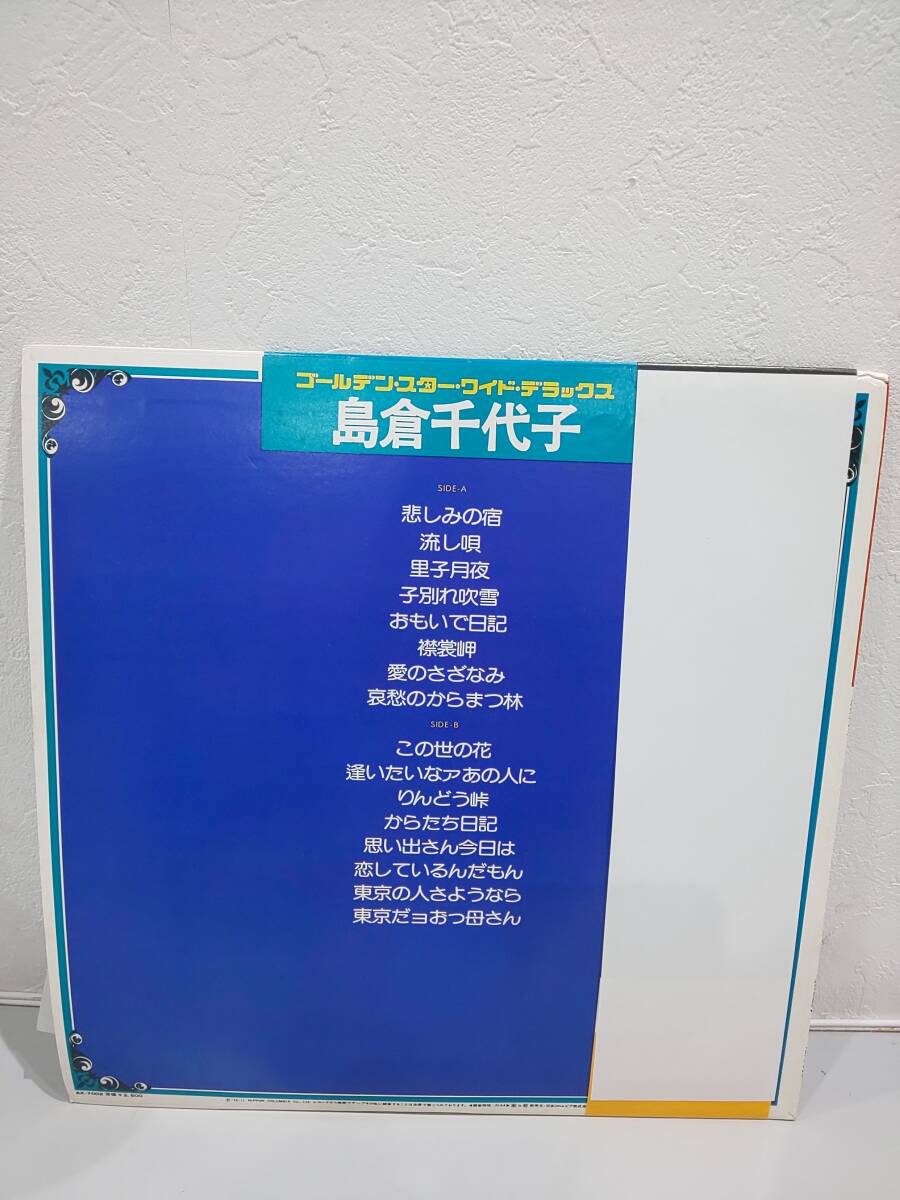 ゴールデン・スター・ワイド・デラックス
島倉千代子
SIDE-A
悲しみの宿
流し唄
里子月夜
子別れ吹雪
おもいで日記
襟裳岬
愛のさざなみ
哀愁のからまつ林
SIDE-B
この世の花
逢いたいなァあの人に
りんどう峠
からたち日記
思い出さん今日は
恋しているんだもん
東京の人さようなら
東京だョおっ母さん
AX-7002 定価¥2,500